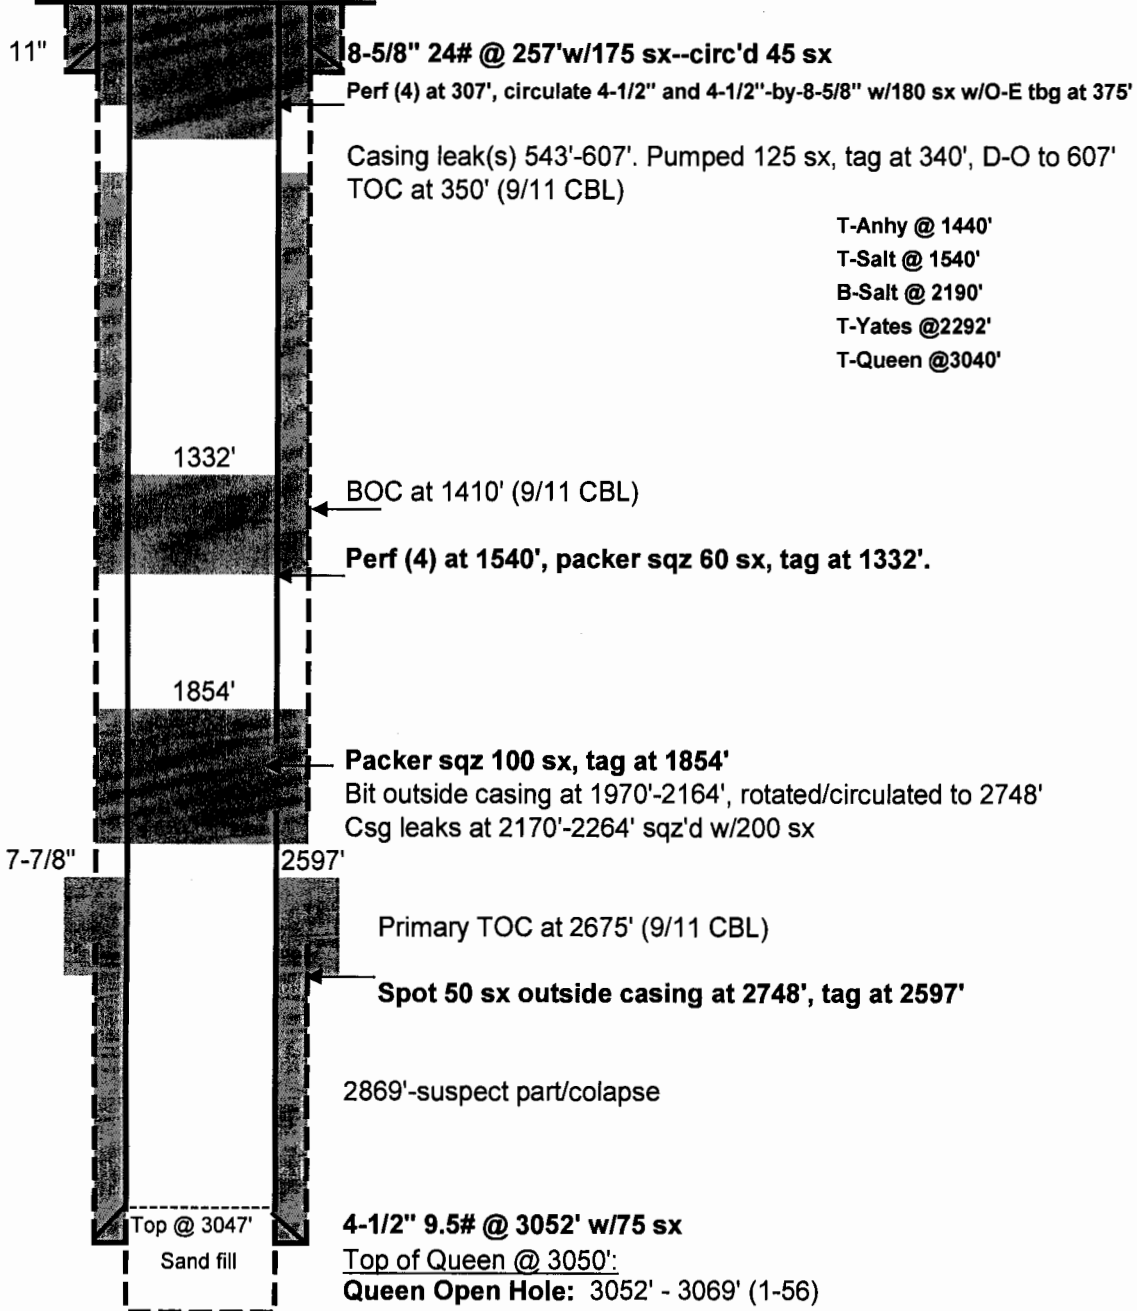 11"
8-5/8" 24# @ 257'w/175 sx--circ'd 45 sx
Perf (4) at 307', circulate 4-1/2" and 4-1/2"-by-8-5/8" w/180 sx w/O-E tbg at 375'
Casing leak(s) 543'-607'. Pumped 125 sx, tag at 340', D-O to 607'
TOC at 350' (9/11 CBL)
T-Anhy @ 1440'
T-Salt @ 1540'
B-Salt @ 2190'
T-Yates @2292'
T-Queen @3040'
1332'
BOC at 1410' (9/11 CBL)
Perf (4) at 1540', packer sqz 60 sx, tag at 1332'.
1854'
Packer sqz 100 sx, tag at 1854'
Bit outside casing at 1970'-2164', rotated/circulated to 2748'
Csg leaks at 2170'-2264' sqz'd w/200 sx
7-7/8"
2597'
Primary TOC at 2675' (9/11 CBL)
Spot 50 sx outside casing at 2748', tag at 2597'
2869'-suspect part/colapse
Top @ 3047'
Sand fill
4-1/2" 9.5# @ 3052' w/75 sx
Top of Queen @ 3050':
Queen Open Hole: 3052' - 3069' (1-56)